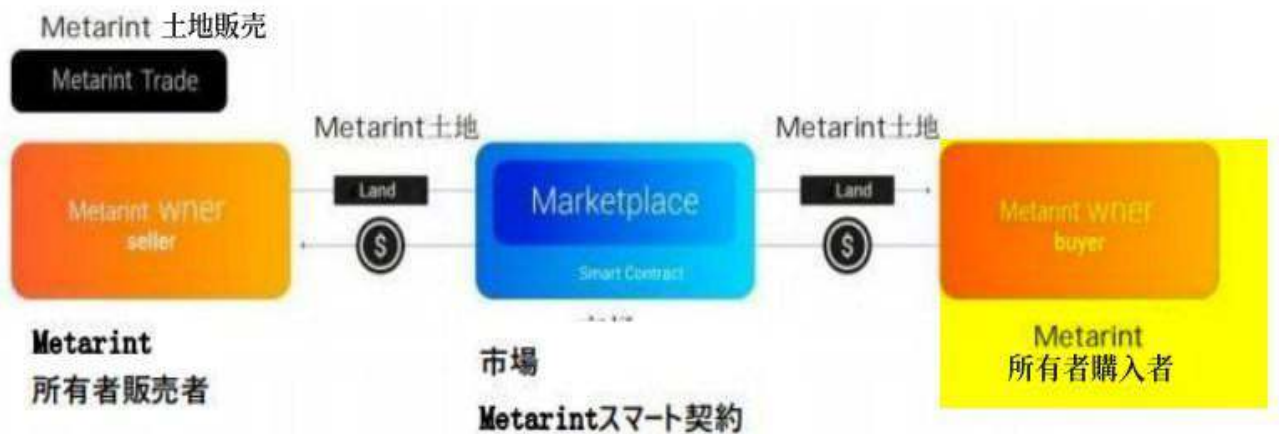 Metarint 土地販売
Metarint Trade
Metarint土地
Metarint土地
Land
Land
Metarint wner
seller
$
Marketplace
Smart Contract
$
Metarint wner
buyer
Metarint
所有者販売者
市場
Metarintスマート契約
Metarint
所有者購入者